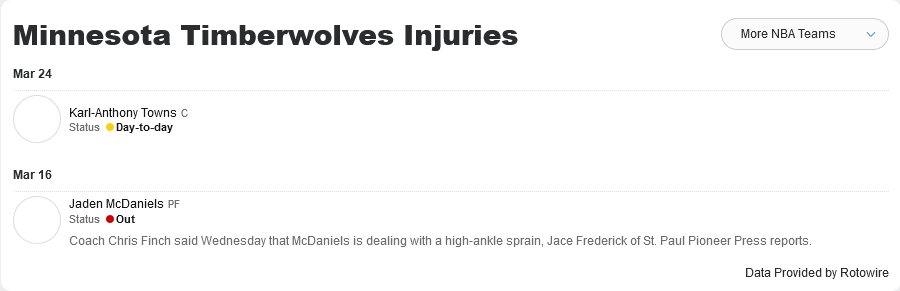 Minnesota Timberwolves Injuries
More NBA Teams
Mar 24
Karl-Anthony Towns C
Status Day-to-day
Mar 16
Jaden McDaniels PF
Status Out
Coach Chris Finch said Wednesday that McDaniels is dealing with a high-ankle sprain, Jace Frederick of St. Paul Pioneer Press reports.
Data Provided by Rotowire